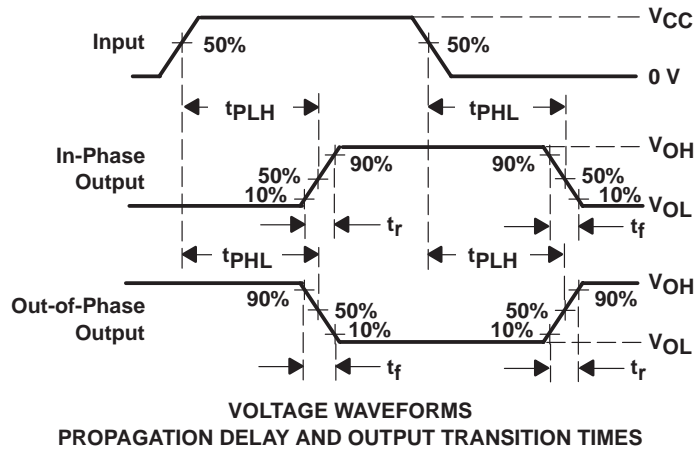 VCC
Input
50%
50%
0 V
tPLH
tPHL
In-Phase
Output
VOH
90%
90%
50%
50%
10%
10%
VOL
tr
tf
tPHL
tPLH
Out-of-Phase
Output
VOH
90%
90%
50%
50%
10%
10%
VOL
tf
tr
VOLTAGE WAVEFORMS
PROPAGATION DELAY AND OUTPUT TRANSITION TIMES